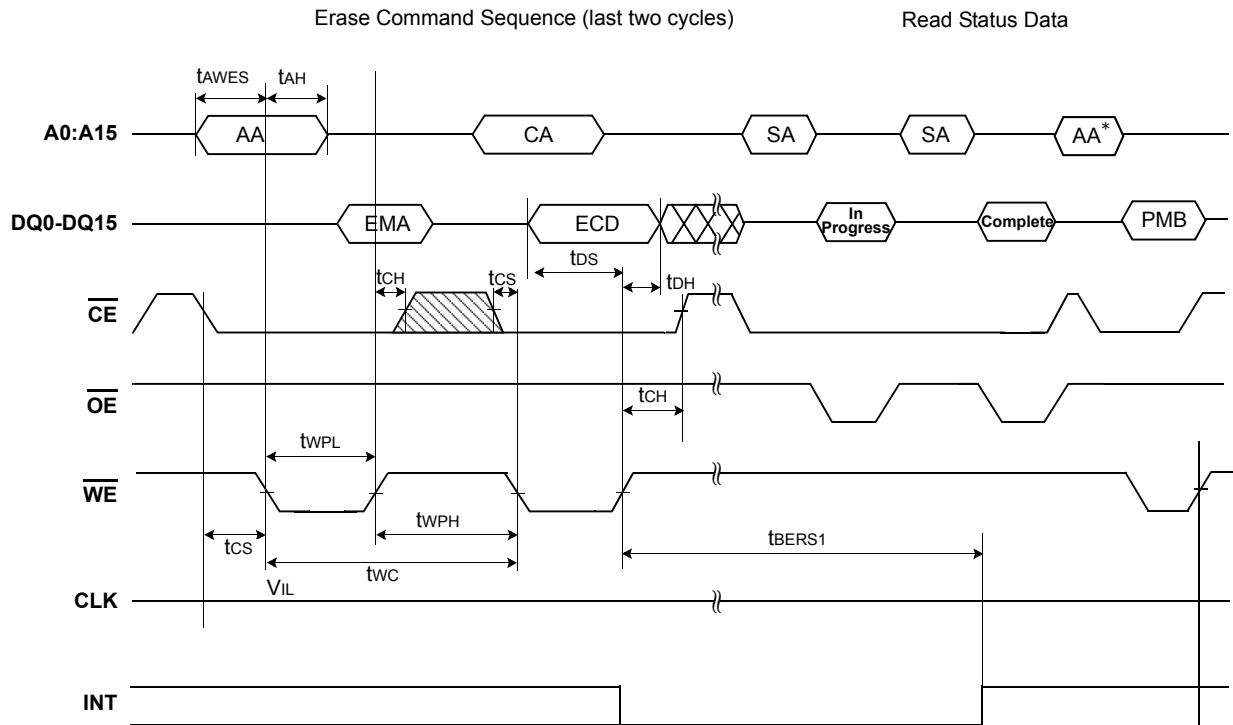 Erase Command Sequence (last two cycles) Read Status Data
tAWES tAH
A0:A15 AA CA SA SA AA*
DQ0-DQ15 EMA ECD In Progress Complete PMB
tCH tCS tDS tDH
CE
OE
tCH
tWPL
WE
tWPH
tCS tBERS1
tWC
VIL
CLK
INT